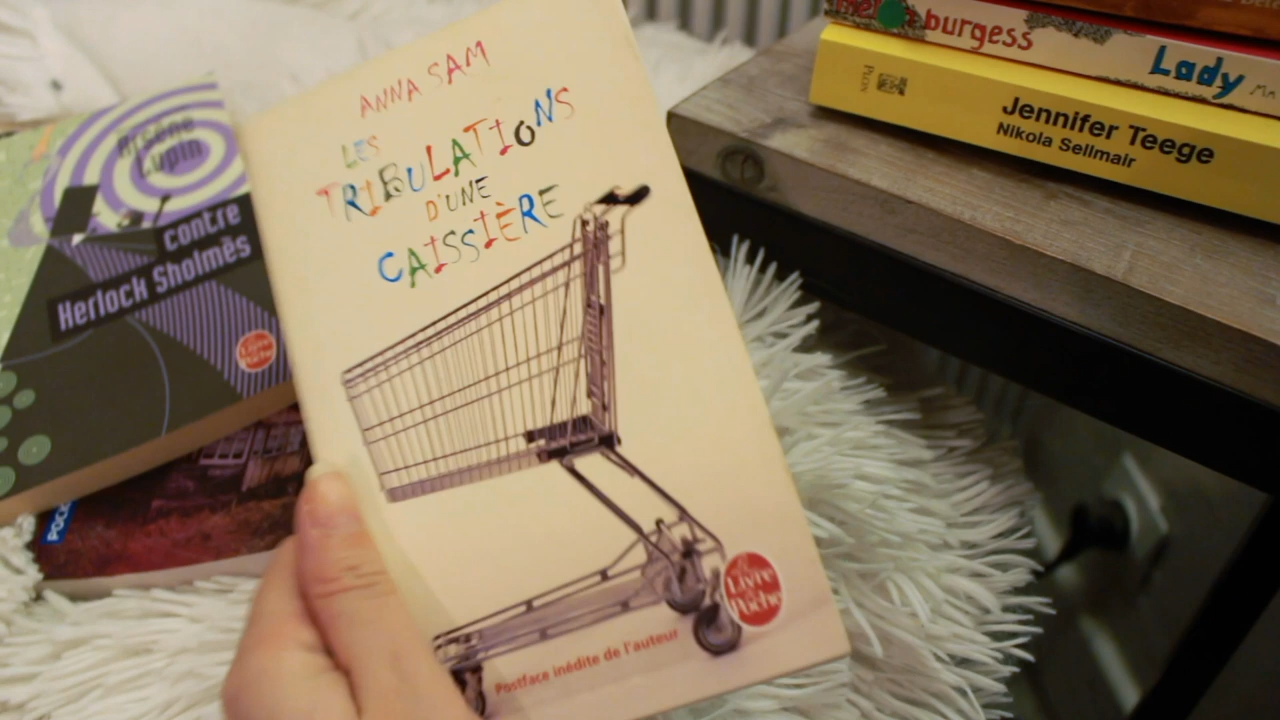 ANNA SAM
LES
TRIBULATIONS
D'UNE
CAISSIÈRE
Le Livre de Poche
Postface inédite de l'auteur
Arsène
Lupin
contre
Herlock Sholmès
Le Livre de Poche
burgess
Lady
Jennifer Teege
Nikola Sellmair
PLON